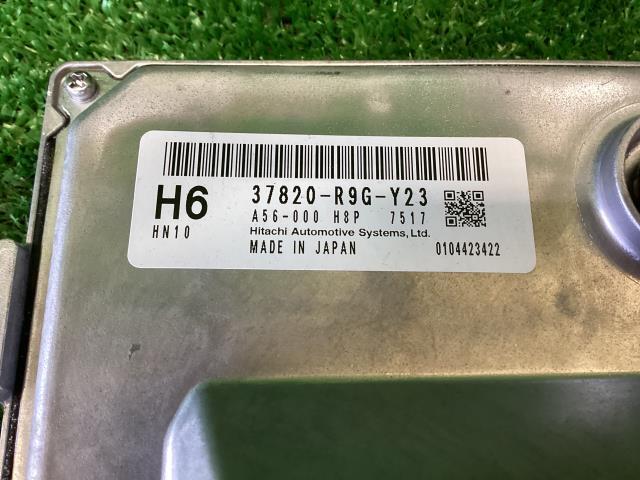 H6 37820-R9G-Y23
A56-000 H8P 7517
HN10 Hitachi Automotive Systems,Ltd.
MADE IN JAPAN 0104423422